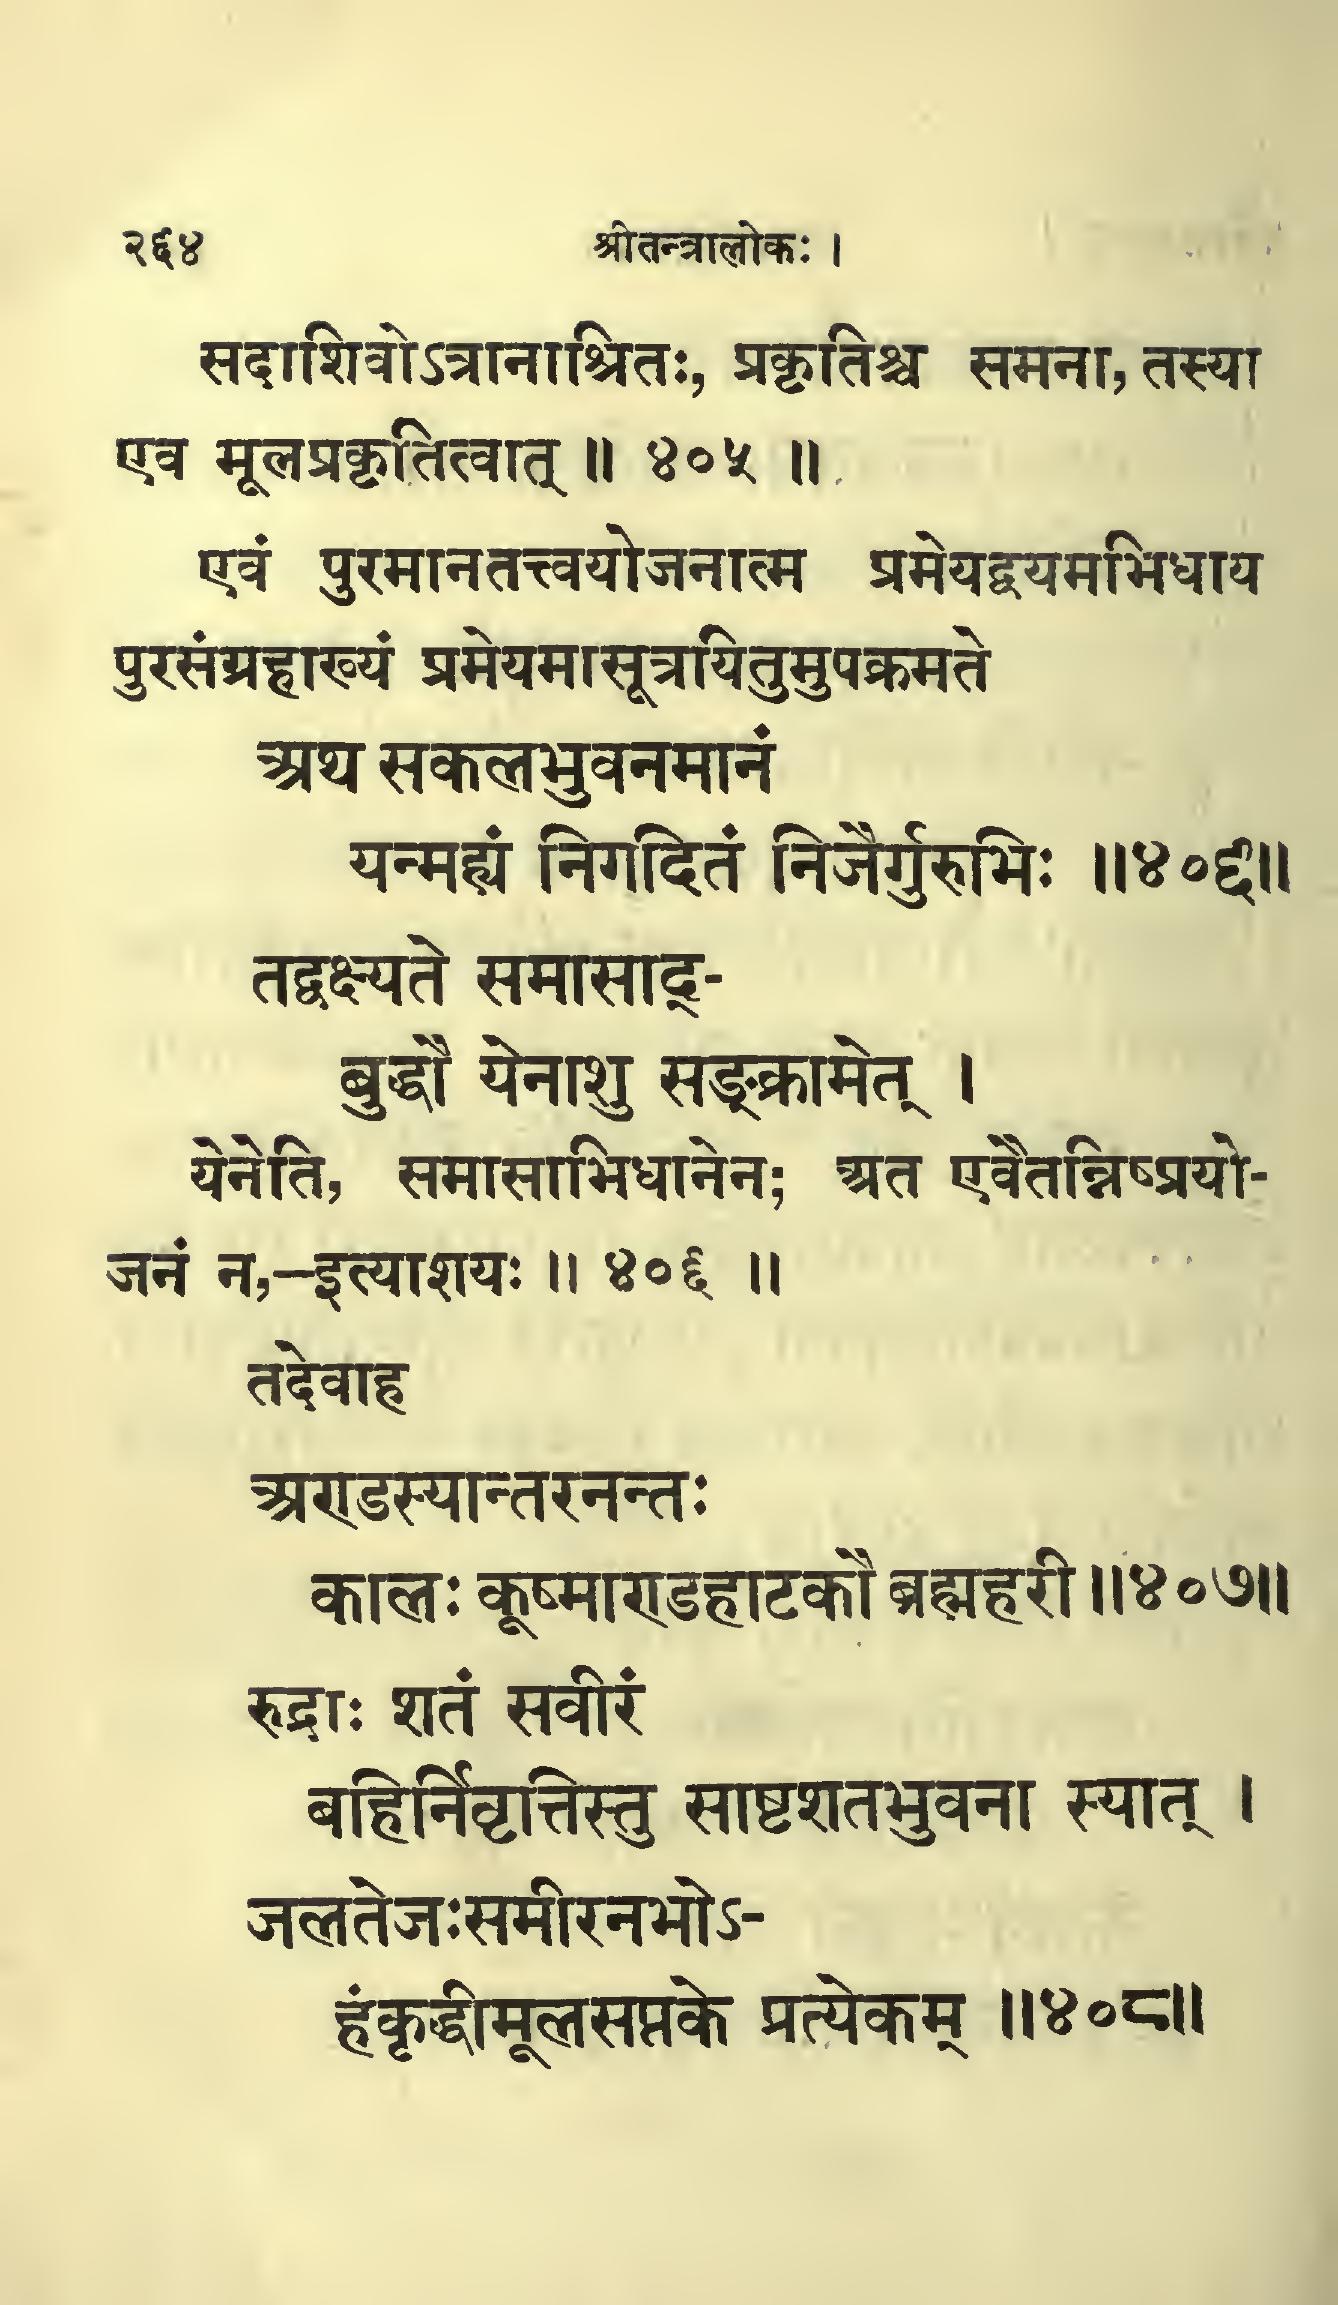 २६४ श्रीतन्त्रालोकः ।
सदाशिवोऽत्रानाश्रितः, प्रकृतिश्च समना, तस्या
एव मूलप्रकृतित्वात् ॥ ४०५ ॥
एवं पुरमानतत्त्वयोजनात्म प्रमेयद्वयमभिधाय
पुरसंग्रहाख्यं प्रमेयमासूत्रयितुमुपक्रमते
अथ सकलभुवनमानं
यन्मह्यं निगदितं निजैर्गुरुभिः ॥४०६॥
तद्वक्ष्यते समासाद्-
बुद्धौ येनाशु सङ्क्रामेत् ।
येनेति, समासाभिधानेन; अत एवैतन्निष्प्रयो-
जनं न,—इत्याशयः ॥ ४०६ ॥
तदेवाह
अण्डस्यान्तरनन्तः
कालः कूष्माण्डहाटकौ ब्रह्महरी ॥४०७॥
रुद्राः शतं सवीरं
बहिर्निवृत्तिस्तु साष्टशतभुवना स्यात् ।
जलतेजःसमीरनभोऽ-
हंकृद्धीमूलसप्तके प्रत्येकम् ॥४०८॥